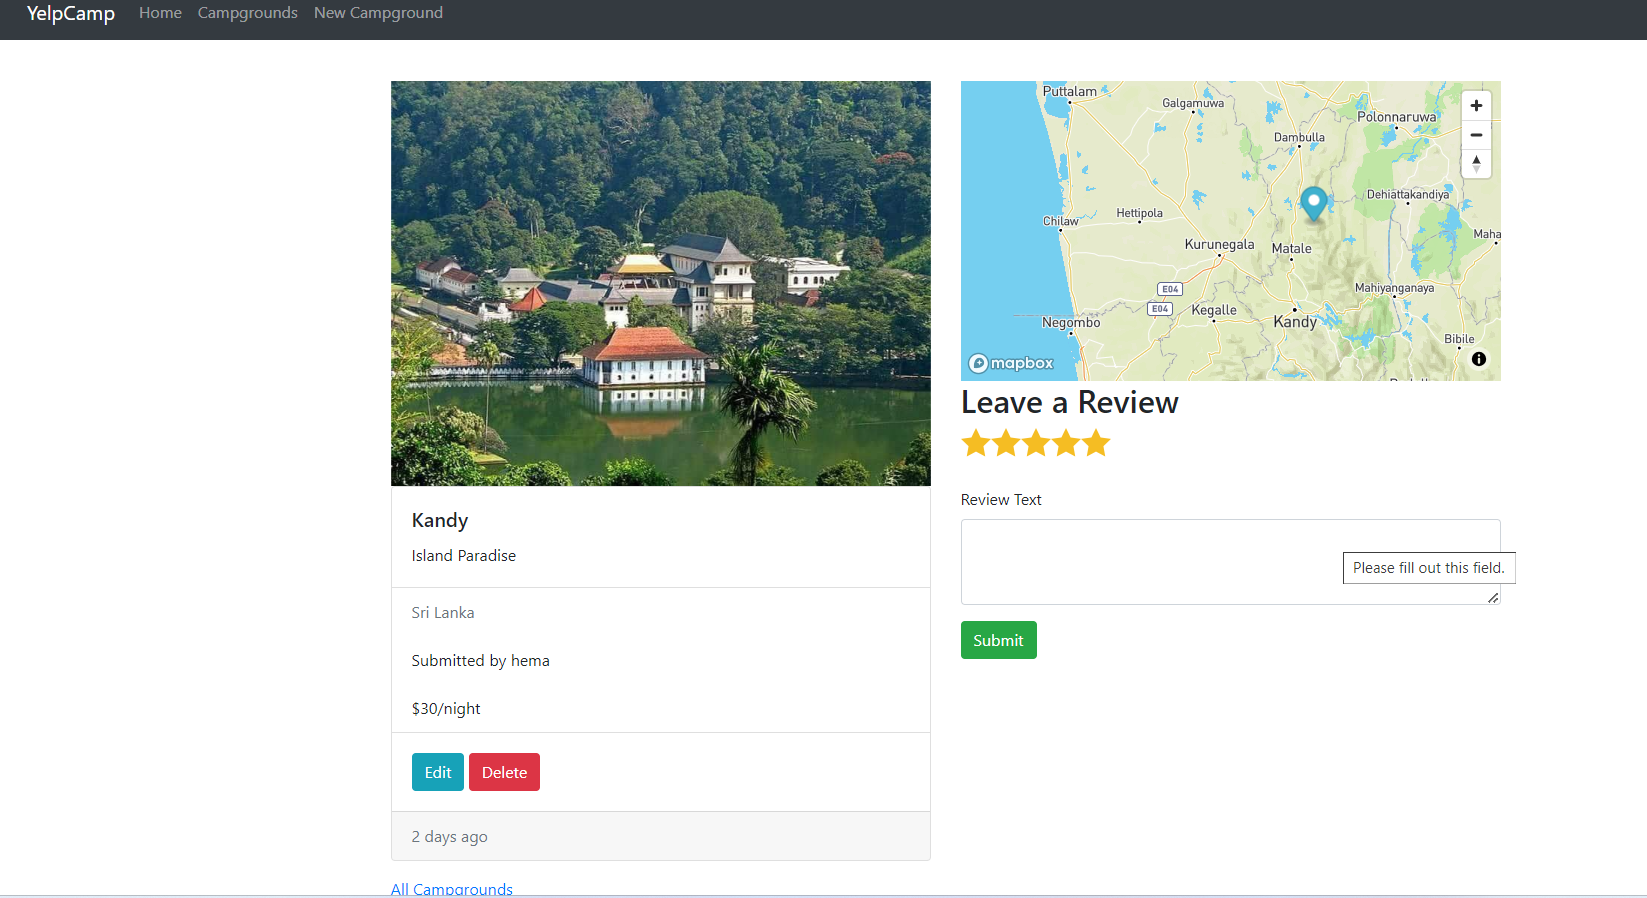 YelpCamp Home Campgrounds New Campground
Kandy
Island Paradise
Sri Lanka
Submitted by hema
$30/night
Edit Delete
2 days ago
All Campgrounds
Puttalam
Galgamuwa
Polonnaruwa
Dambulla
Dehiattakandiya
Chilaw
Hettipola
Maha
Kurunegala
Matale
E04
Mahiyanganaya
E04
Kegalle
Negombo
Kandy
Bibile
mapbox
Leave a Review
Review Text
Please fill out this field.
Submit